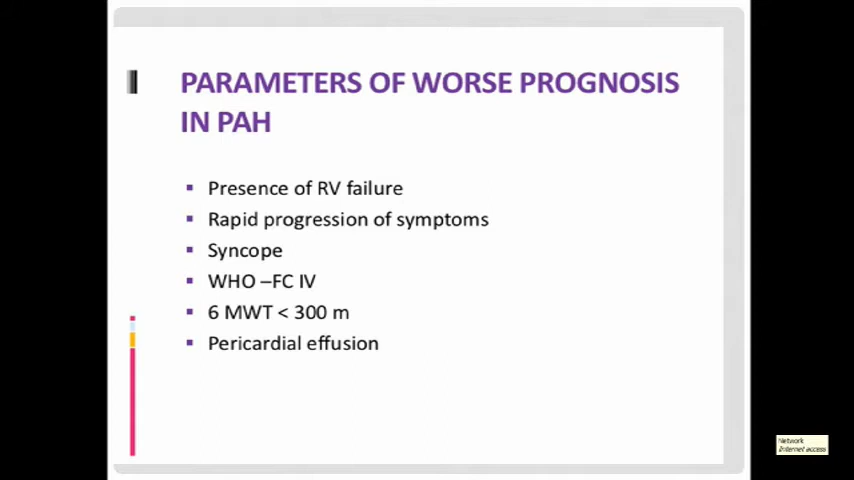 PARAMETERS OF WORSE PROGNOSIS
IN PAH
Presence of RV failure
Rapid progression of symptoms
Syncope
WHO –FC IV
6 MWT < 300 m
Pericardial effusion
Network
Internet access